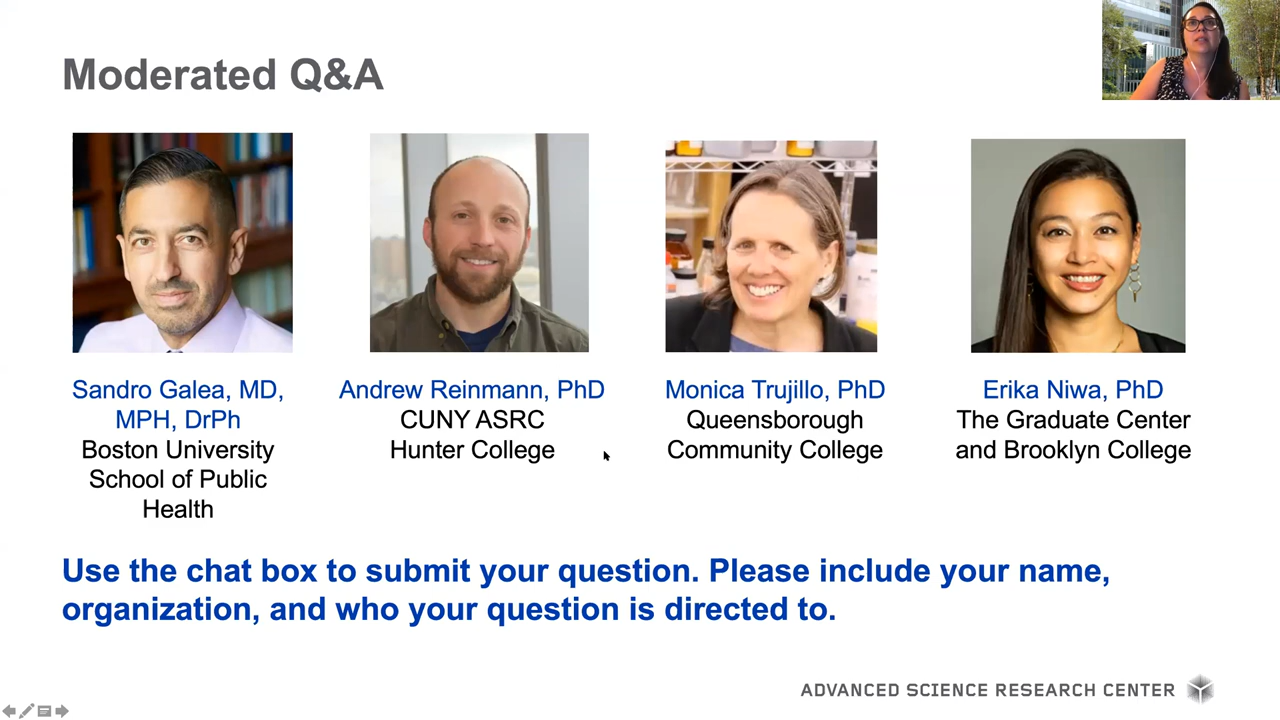 Moderated Q&A
Sandro Galea, MD,
MPH, DrPh
Boston University
School of Public
Health
Andrew Reinmann, PhD
CUNY ASRC
Hunter College
Monica Trujillo, PhD
Queensborough
Community College
Erika Niwa, PhD
The Graduate Center
and Brooklyn College
Use the chat box to submit your question. Please include your name,
organization, and who your question is directed to.
ADVANCED SCIENCE RESEARCH CENTER